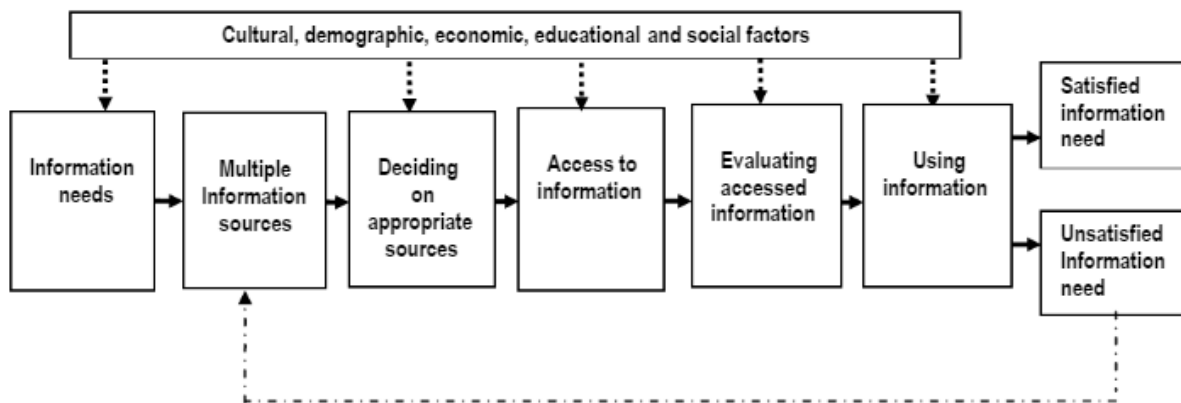 Cultural, demographic, economic, educational and social factors
Information
needs
Multiple
Information
sources
Deciding
on
appropriate
sources
Access to
information
Evaluating
accessed
information
Using
information
Satisfied
information
need
Unsatisfied
Information
need